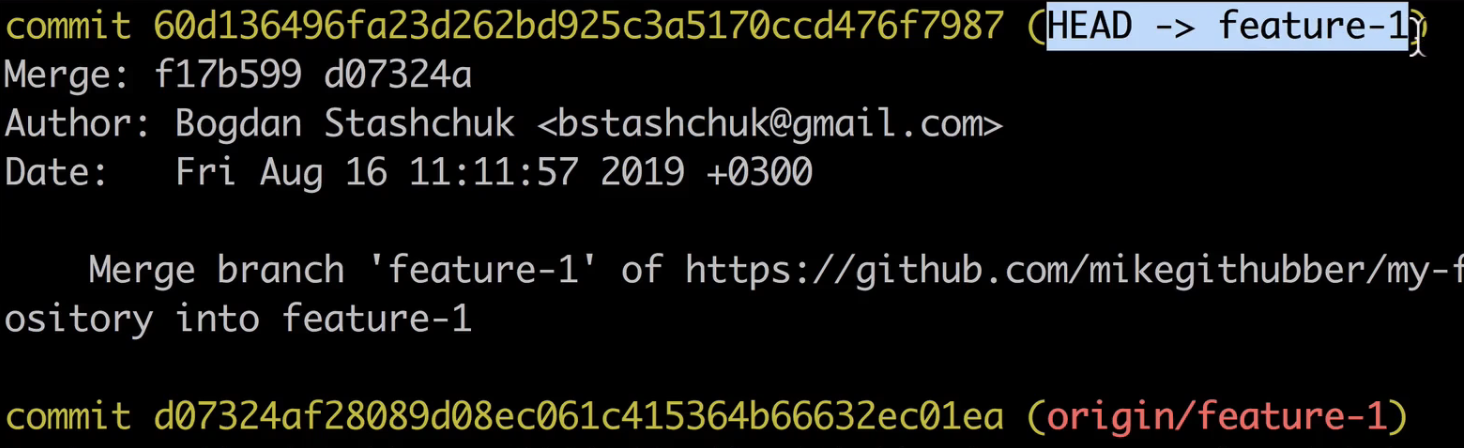 commit 60d136496fa23d262bd925c3a5170ccd476f7987 (HEAD -> feature-1)
Merge: f17b599 d07324a
Author: Bogdan Stashchuk <bstashchuk@gmail.com>
Date:   Fri Aug 16 11:11:57 2019 +0300
    Merge branch 'feature-1' of https://github.com/mikegithubber/my-f
ository into feature-1
commit d07324af28089d08ec061c415364b66632ec01ea (origin/feature-1)